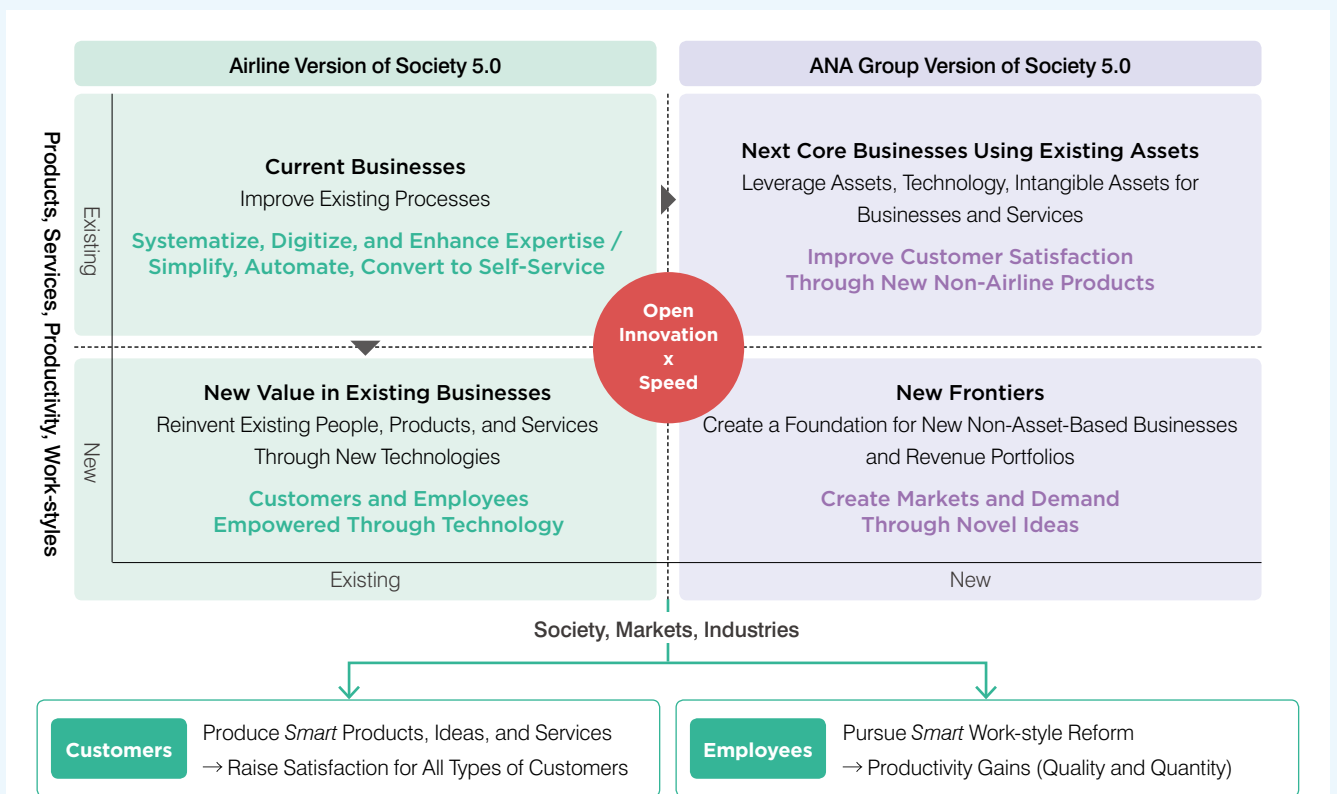 Airline Version of Society 5.0
ANA Group Version of Society 5.0
Products, Services, Productivity, Work-styles
Existing
Current Businesses
Improve Existing Processes
Systematize, Digitize, and Enhance Expertise /
Simplify, Automate, Convert to Self-Service
Next Core Businesses Using Existing Assets
Leverage Assets, Technology, Intangible Assets for
Businesses and Services
Improve Customer Satisfaction
Through New Non-Airline Products
Open
Innovation
x
Speed
New
New Value in Existing Businesses
Reinvent Existing People, Products, and Services
Through New Technologies
Customers and Employees
Empowered Through Technology
New Frontiers
Create a Foundation for New Non-Asset-Based Businesses
and Revenue Portfolios
Create Markets and Demand
Through Novel Ideas
Existing
New
Society, Markets, Industries
Customers
Produce Smart Products, Ideas, and Services
→ Raise Satisfaction for All Types of Customers
Employees
Pursue Smart Work-style Reform
→ Productivity Gains (Quality and Quantity)